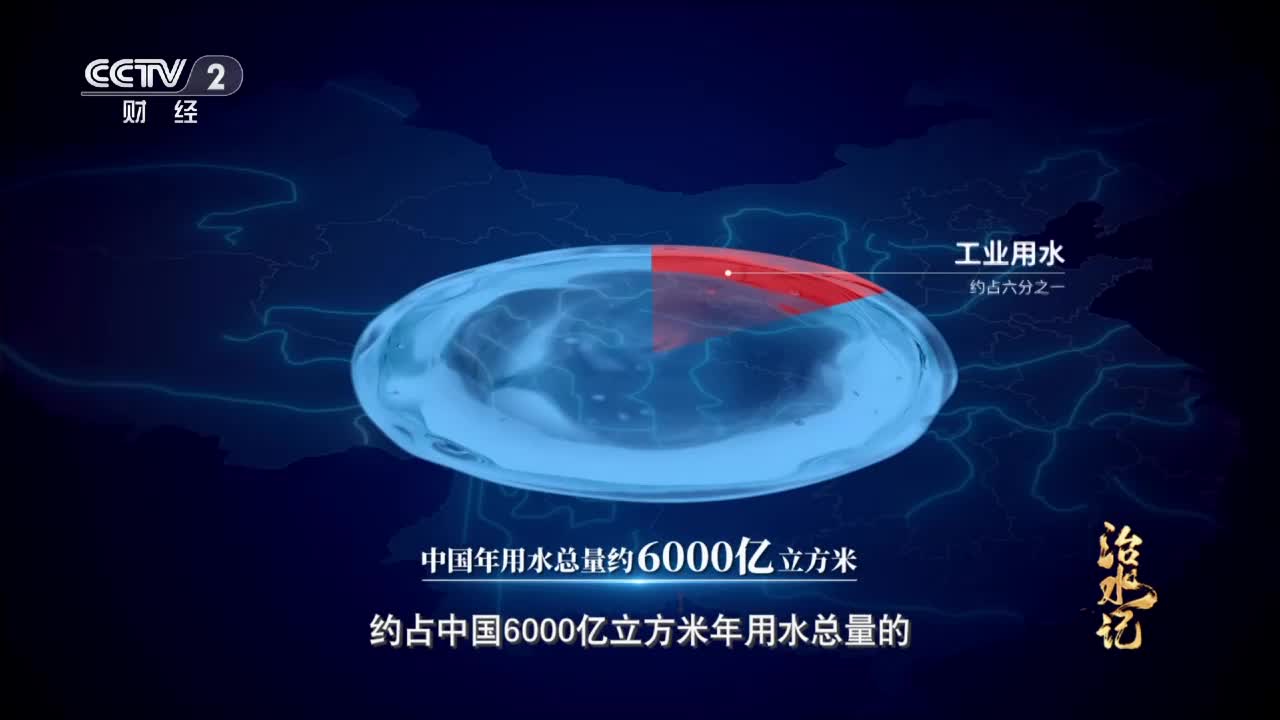 CCTV 2
财经
工业用水
约占六分之一
中国年用水总量约6000亿立方米
约占中国6000亿立方米年用水总量的
治水记